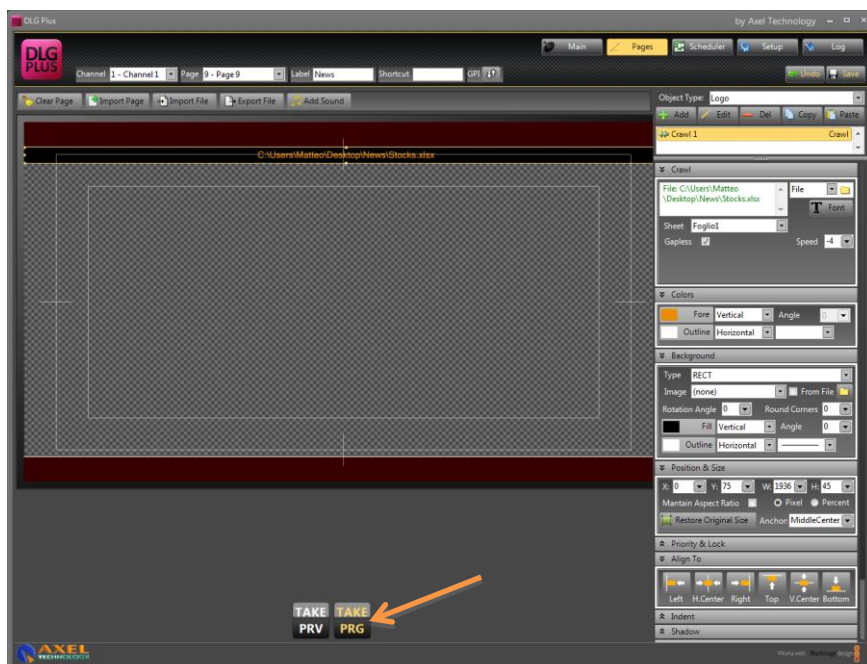 DLG Plus
by Axel Technology
DLG
PLUS
Main
Pages
Scheduler
Setup
Log
Channel 1 - Channel 1 Page 9 - Page 9 Label News Shortcut GPI
Undo Save
Clear Page Import Page Import File Export File Add Sound
Object Type: Logo
Add Edit Del Copy Paste
Crawl 1 Crawl
C:\Users\Matteo\Desktop\News\Stocks.xlsx
Crawl
File: C:\Users\Matteo
\Desktop\News\Stocks.xlsx
File
T Font
Sheet Foglio1
Gapless Speed -4
Colors
Fore Vertical Angle 0
Outline Horizontal
Background
Type RECT
Image (none) From File
Rotation Angle 0 Round Corners 0
Fill Vertical Angle 0
Outline Horizontal
Position & Size
X: 0 Y: 75 W: 1936 H: 45
Mantain Aspect Ratio Pixel Percent
Restore Original Size Anchor: MiddleCenter
Priority & Lock
Align To
Left H.Center Right Top V.Center Bottom
Indent
Shadow
TAKE TAKE
PRV PRG
AXEL
TECHNOLOGY
Works with Blackmagicdesign